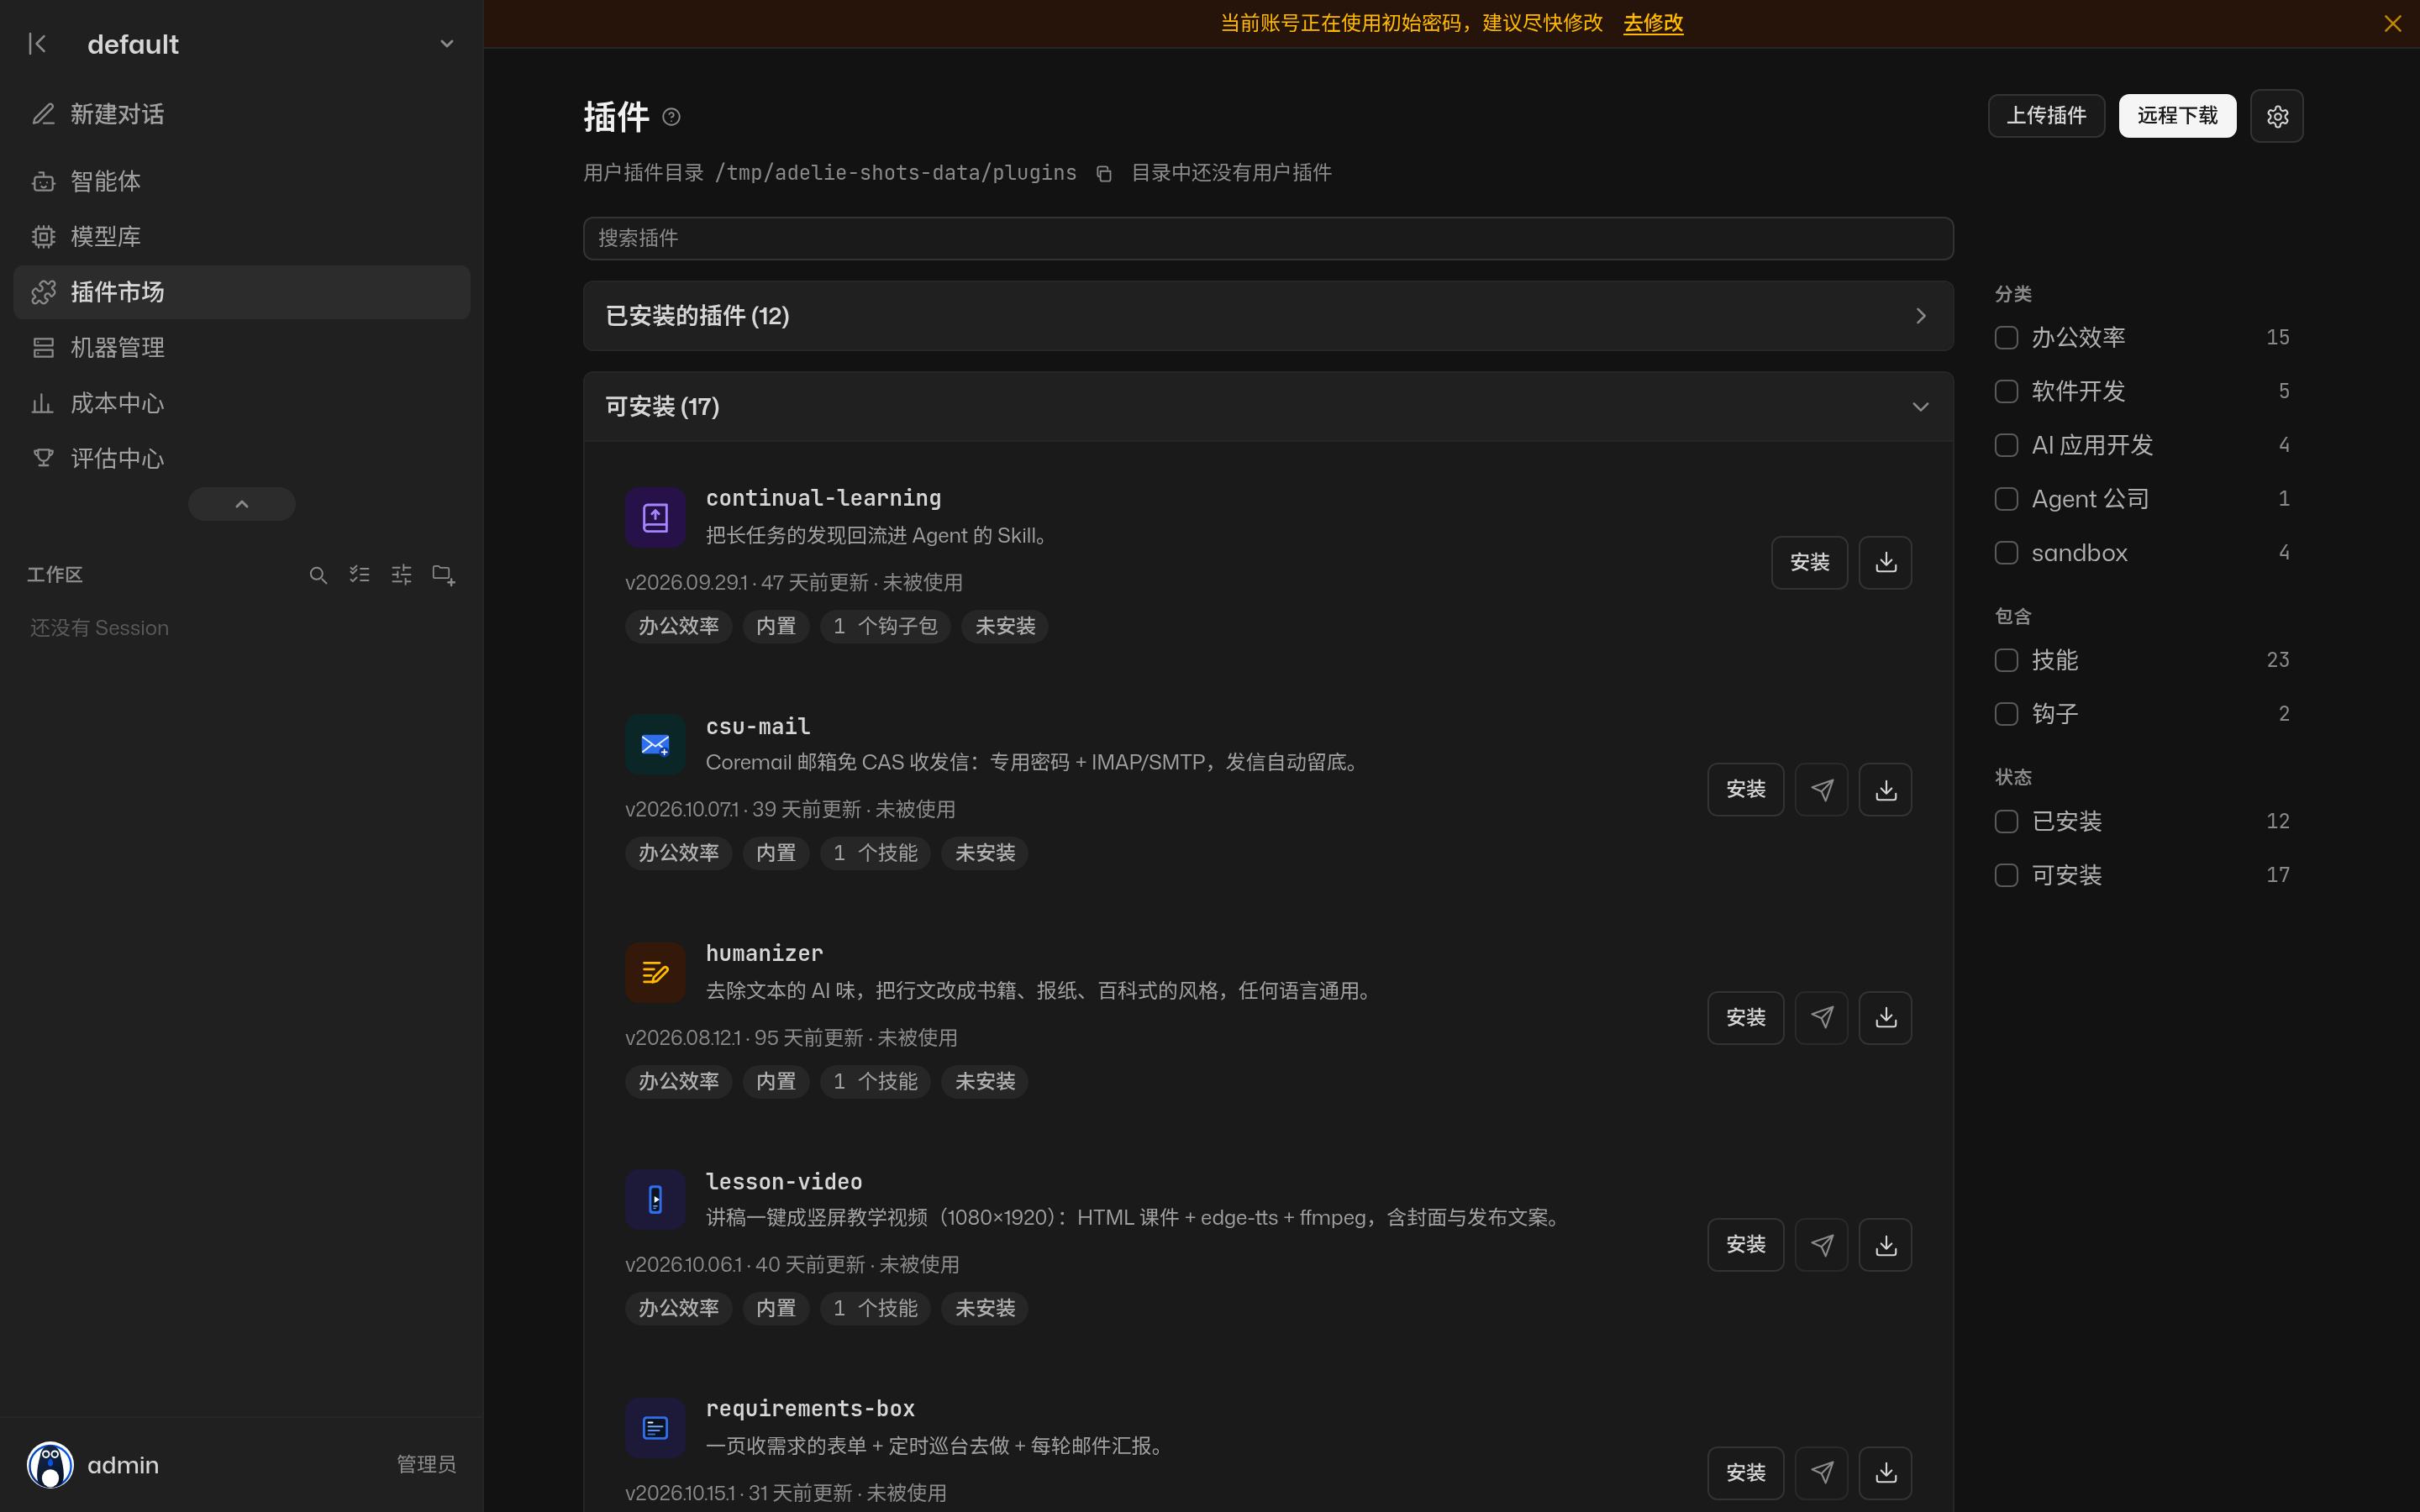 default
新建对话
智能体
模型库
插件市场
机器管理
成本中心
评估中心
工作区
还没有 Session
admin 管理员
当前账号正在使用初始密码，建议尽快修改 去修改
插件
上传插件 远程下载
用户插件目录 /tmp/adelie-shots-data/plugins 目录中还没有用户插件
搜索插件
已安装的插件 (12)
可安装 (17)
continual-learning
把长任务的发现回流进 Agent 的 Skill。
安装
v2026.09.29.1 · 47 天前更新 · 未被使用
办公效率 内置 1 个钩子包 未安装
csu-mail
Coremail 邮箱免 CAS 收发信：专用密码 + IMAP/SMTP，发信自动留底。
安装
v2026.10.07.1 · 39 天前更新 · 未被使用
办公效率 内置 1 个技能 未安装
humanizer
去除文本的 AI 味，把行文改成书籍、报纸、百科式的风格，任何语言通用。
安装
v2026.08.12.1 · 95 天前更新 · 未被使用
办公效率 内置 1 个技能 未安装
lesson-video
讲稿一键成竖屏教学视频（1080×1920）：HTML 课件 + edge-tts + ffmpeg，含封面与发布文案。
安装
v2026.10.06.1 · 40 天前更新 · 未被使用
办公效率 内置 1 个技能 未安装
requirements-box
一页收需求的表单 + 定时巡台去做 + 每轮邮件汇报。
安装
v2026.10.15.1 · 31 天前更新 · 未被使用
分类
办公效率 15
软件开发 5
AI 应用开发 4
Agent 公司 1
sandbox 4
包含
技能 23
钩子 2
状态
已安装 12
可安装 17